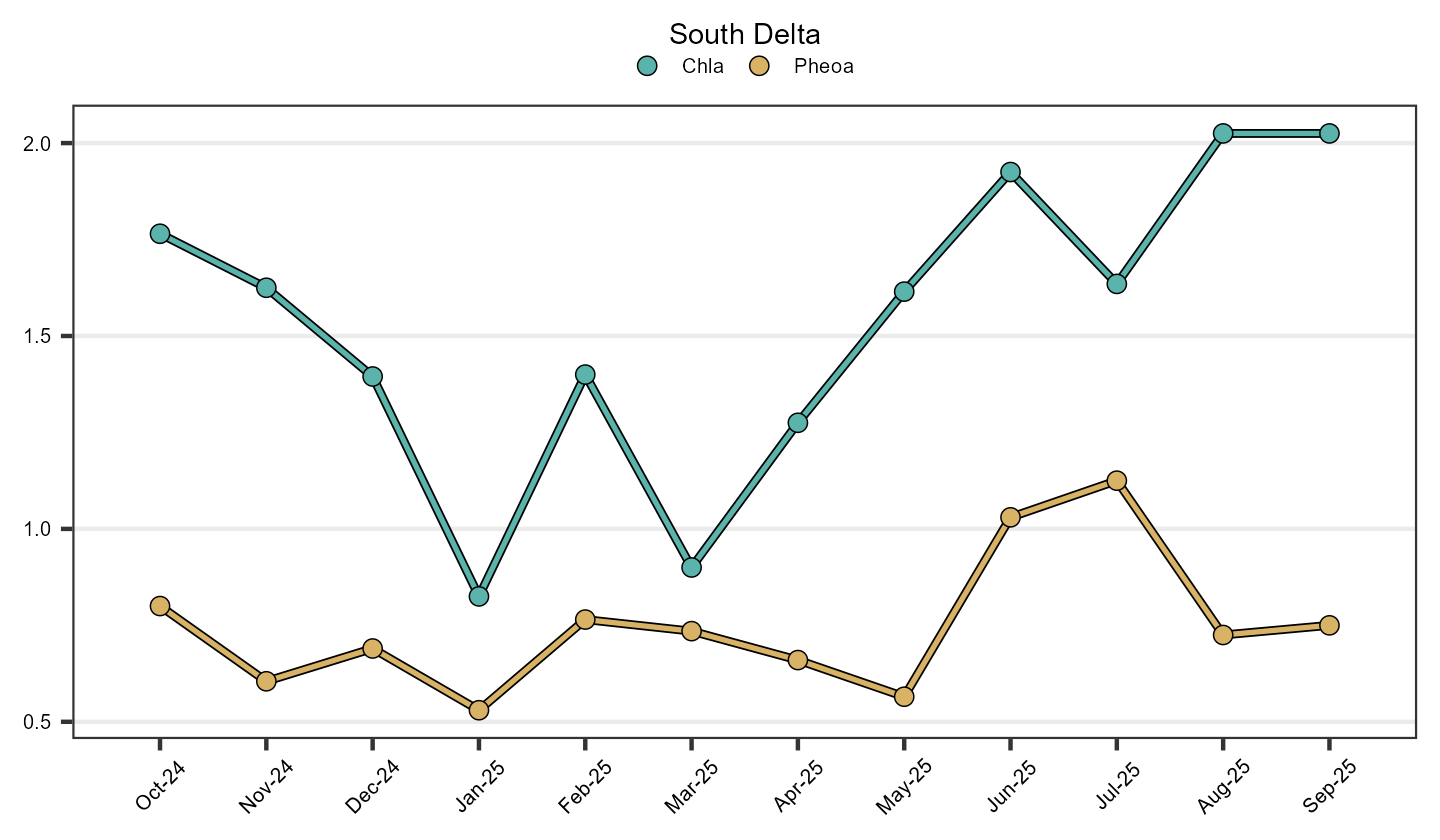 South Delta
Chla Pheoa
2.0
1.5
1.0
0.5
Oct-24 Nov-24 Dec-24 Jan-25 Feb-25 Mar-25 Apr-25 May-25 Jun-25 Jul-25 Aug-25 Sep-25